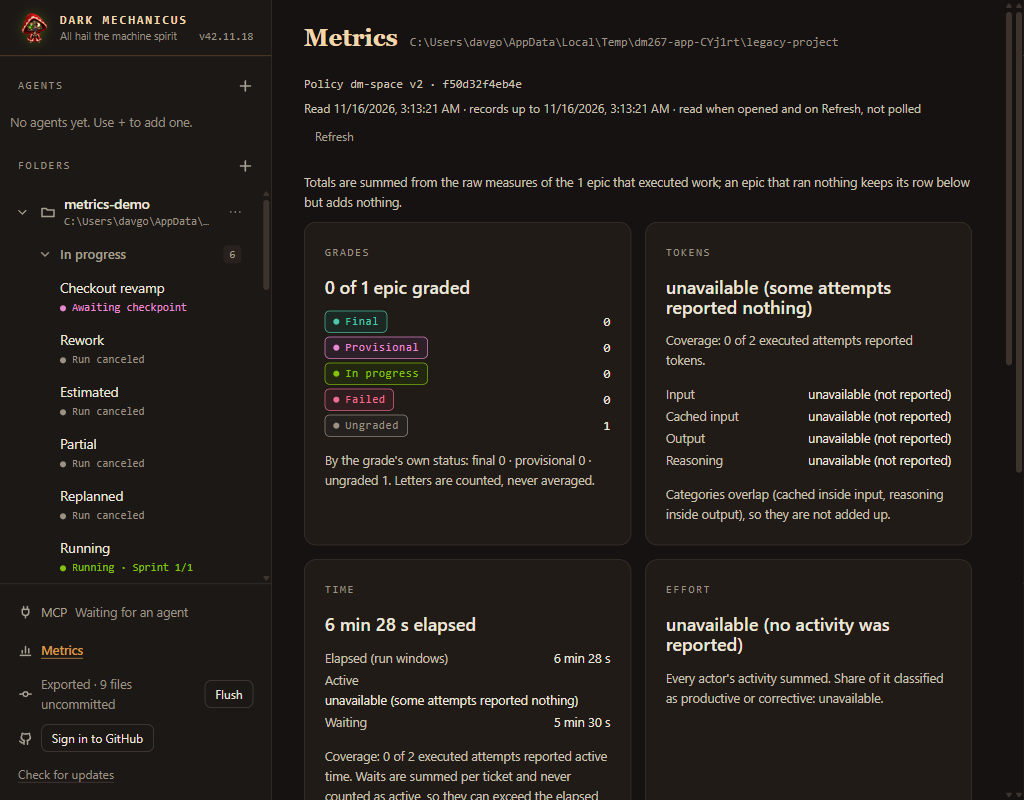 DARK MECHANICUS
All hail the machine spirit v42.11.18
AGENTS
No agents yet. Use + to add one.
FOLDERS
metrics-demo
C:\Users\davgo\AppData\…
In progress 6
Checkout revamp
Awaiting checkpoint
Rework
Run canceled
Estimated
Run canceled
Partial
Run canceled
Replanned
Run canceled
Running
Running · Sprint 1/1
MCP Waiting for an agent
Metrics
Exported · 9 files
uncommitted
Flush
Sign in to GitHub
Check for updates
Metrics C:\Users\davgo\AppData\Local\Temp\dm267-app-CYj1rt\legacy-project
Policy dm-space v2 · f50d32f4eb4e
Read 11/16/2026, 3:13:21 AM · records up to 11/16/2026, 3:13:21 AM · read when opened and on Refresh, not polled
Refresh
Totals are summed from the raw measures of the 1 epic that executed work; an epic that ran nothing keeps its row below
but adds nothing.
GRADES
0 of 1 epic graded
Final 0
Provisional 0
In progress 0
Failed 0
Ungraded 1
By the grade's own status: final 0 · provisional 0 ·
ungraded 1. Letters are counted, never averaged.
TOKENS
unavailable (some attempts
reported nothing)
Coverage: 0 of 2 executed attempts reported
tokens.
Input unavailable (not reported)
Cached input unavailable (not reported)
Output unavailable (not reported)
Reasoning unavailable (not reported)
Categories overlap (cached inside input, reasoning
inside output), so they are not added up.
TIME
6 min 28 s elapsed
Elapsed (run windows) 6 min 28 s
Active
unavailable (some attempts reported nothing)
Waiting 5 min 30 s
Coverage: 0 of 2 executed attempts reported active
time. Waits are summed per ticket and never
counted as active, so they can exceed the elapsed
EFFORT
unavailable (no activity was
reported)
Every actor's activity summed. Share of it classified
as productive or corrective: unavailable.